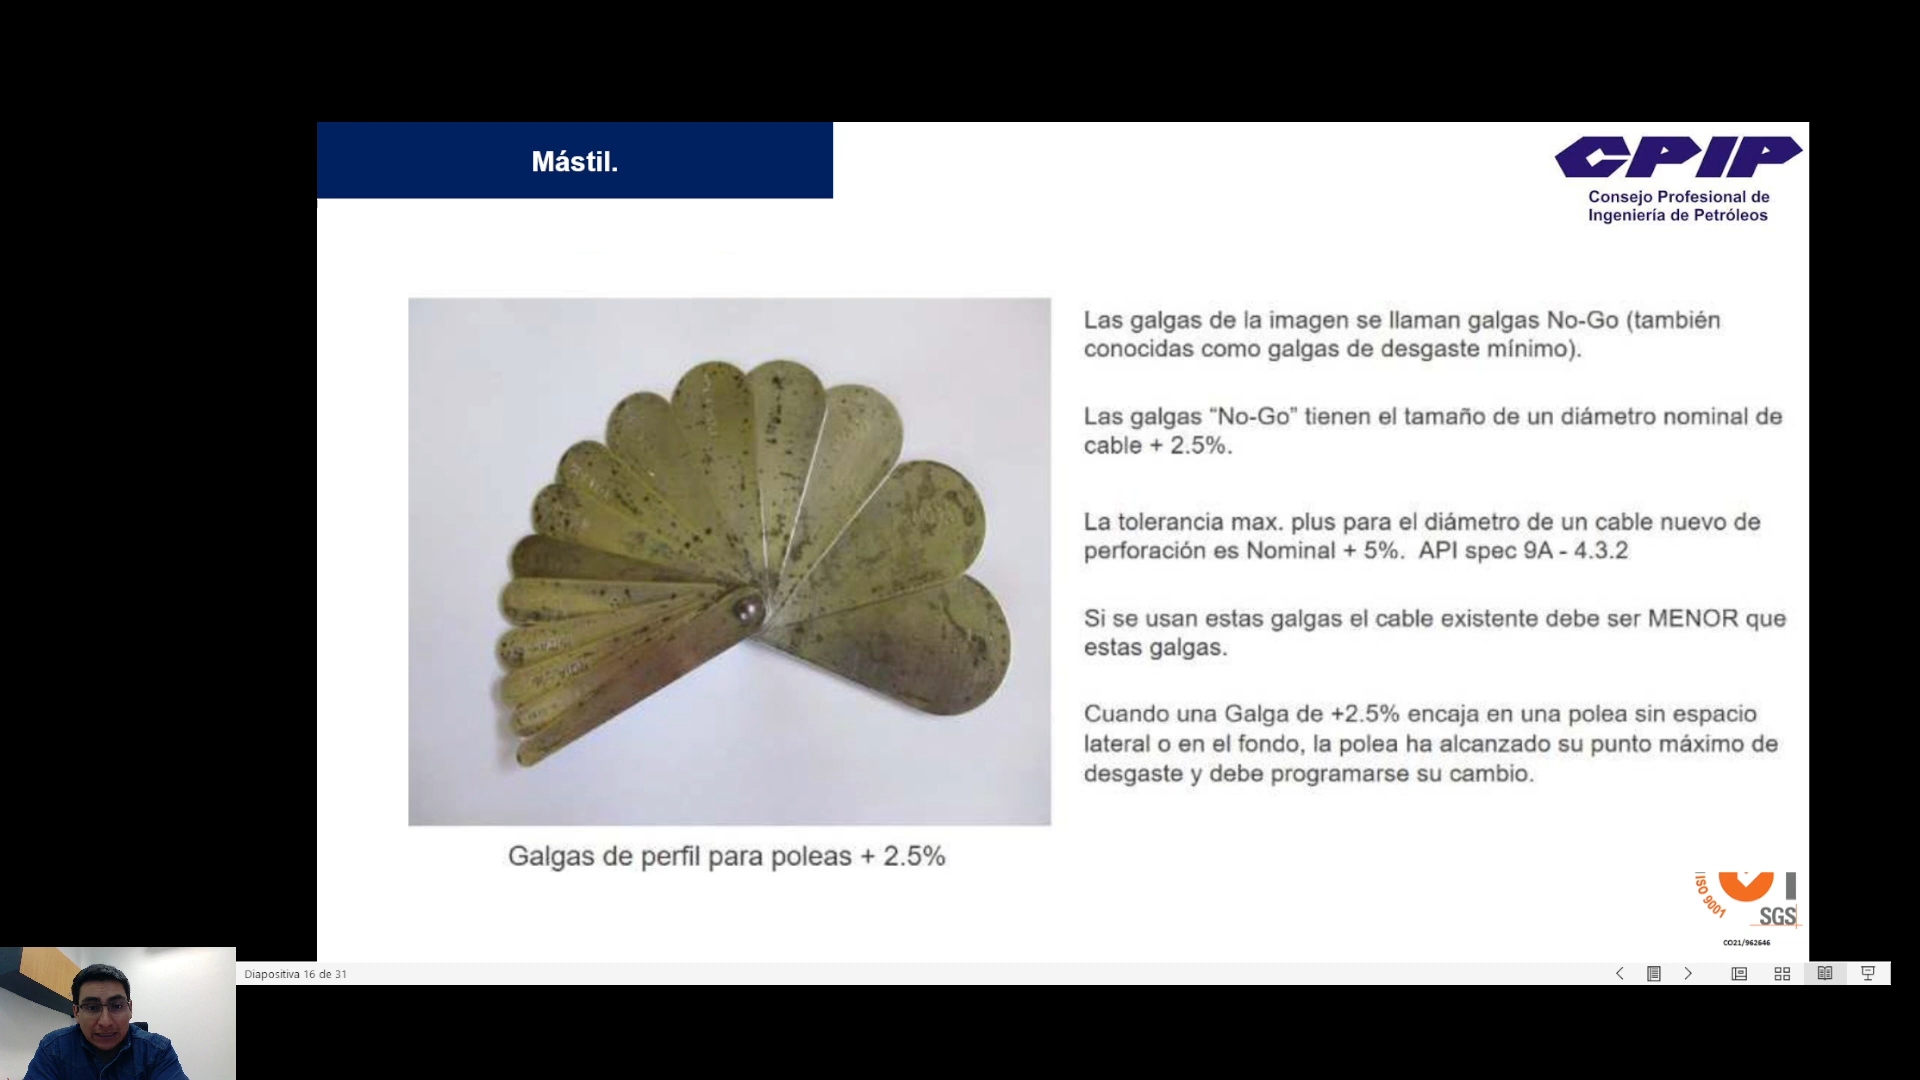 Mástil.
CPIP
Consejo Profesional de
Ingeniería de Petróleos
Las galgas de la imagen se llaman galgas No-Go (también
conocidas como galgas de desgaste mínimo).
Las galgas “No-Go” tienen el tamaño de un diámetro nominal de
cable + 2.5%.
La tolerancia max. plus para el diámetro de un cable nuevo de
perforación es Nominal + 5%. API spec 9A - 4.3.2
Si se usan estas galgas el cable existente debe ser MENOR que
estas galgas.
Cuando una Galga de +2.5% encaja en una polea sin espacio
lateral o en el fondo, la polea ha alcanzado su punto máximo de
desgaste y debe programarse su cambio.
Galgas de perfil para poleas + 2.5%
ISO 9001
SGS
CO21/962646
Diapositiva 16 de 31